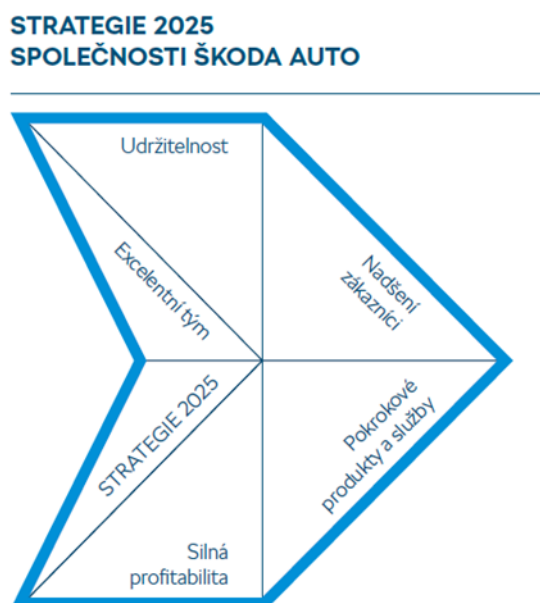 STRATEGIE 2025
SPOLEČNOSTI ŠKODA AUTO
Udržitelnost
Excelentní tým
Nadšení
zákazníci
STRATEGIE 2025
Pokrokové
produkty a služby
Silná
profitabilita